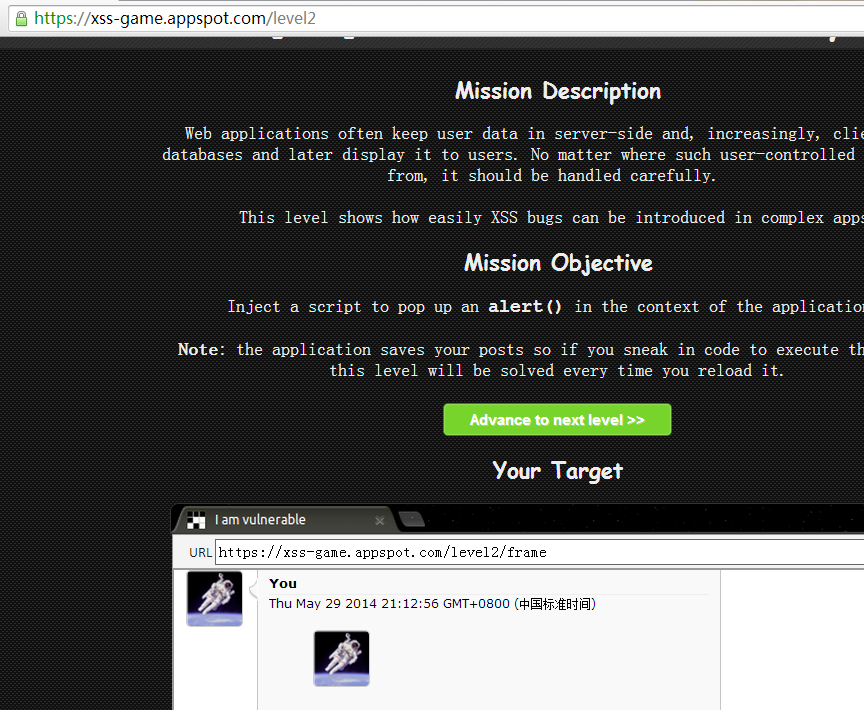 https://xss-game.appspot.com/level2
Mission Description
Web applications often keep user data in server-side and, increasingly,
databases and later display it to users. No matter where such user-controlled
from, it should be handled carefully.
This level shows how easily XSS bugs can be introduced in complex apps
Mission Objective
Inject a script to pop up an alert() in the context of the application
Note: the application saves your posts so if you sneak in code to execute
this level will be solved every time you reload it.
Advance to next level >>
Your Target
I am vulnerable
URL https://xss-game.appspot.com/level2/frame
You
Thu May 29 2014 21:12:56 GMT+0800 (中国标准时间)